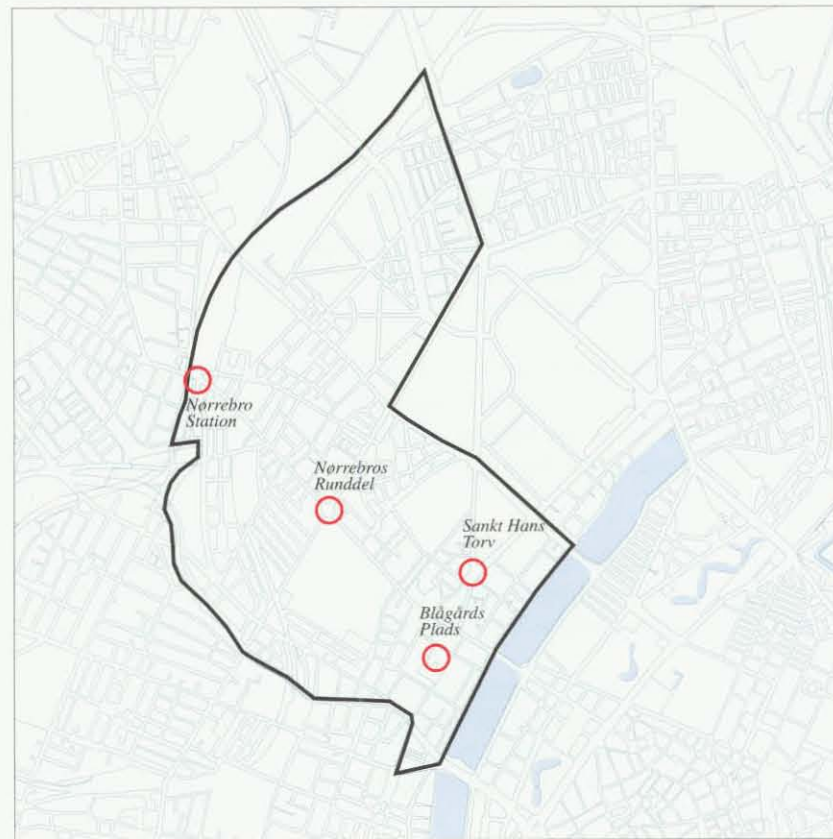 Nørrebro
Station
Nørrebros
Runddel
Sankt Hans
Torv
Blågårds
Plads